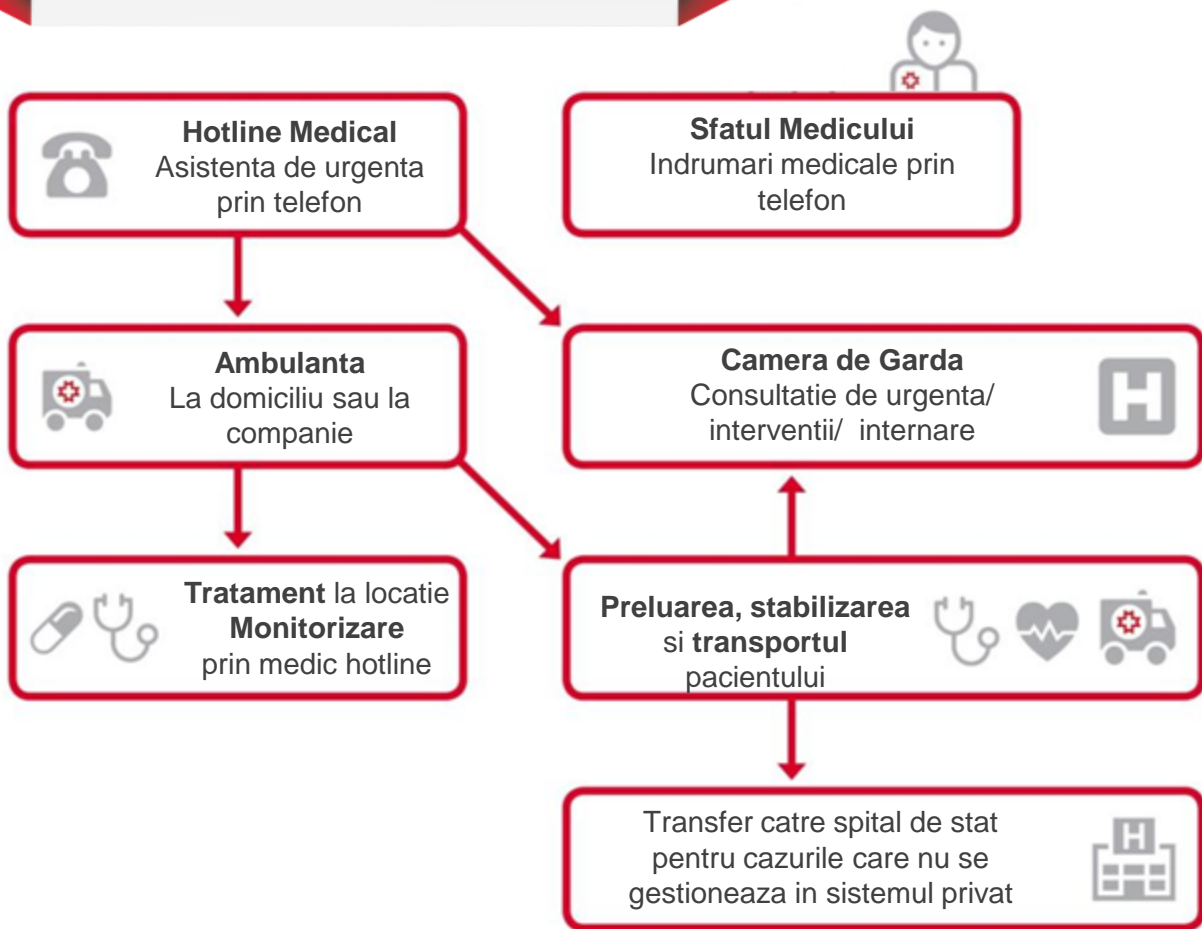 Hotline Medical
Asistenta de urgenta
prin telefon
Sfatul Medicului
Indrumari medicale prin
telefon
Ambulanta
La domiciliu sau la
companie
Camera de Garda
Consultatie de urgenta/
interventii/ internare
H
Tratament la locatie
Monitorizare
prin medic hotline
Preluarea, stabilizarea
si transportul
pacientului
Transfer catre spital de stat
pentru cazurile care nu se
gestioneaza in sistemul privat
H